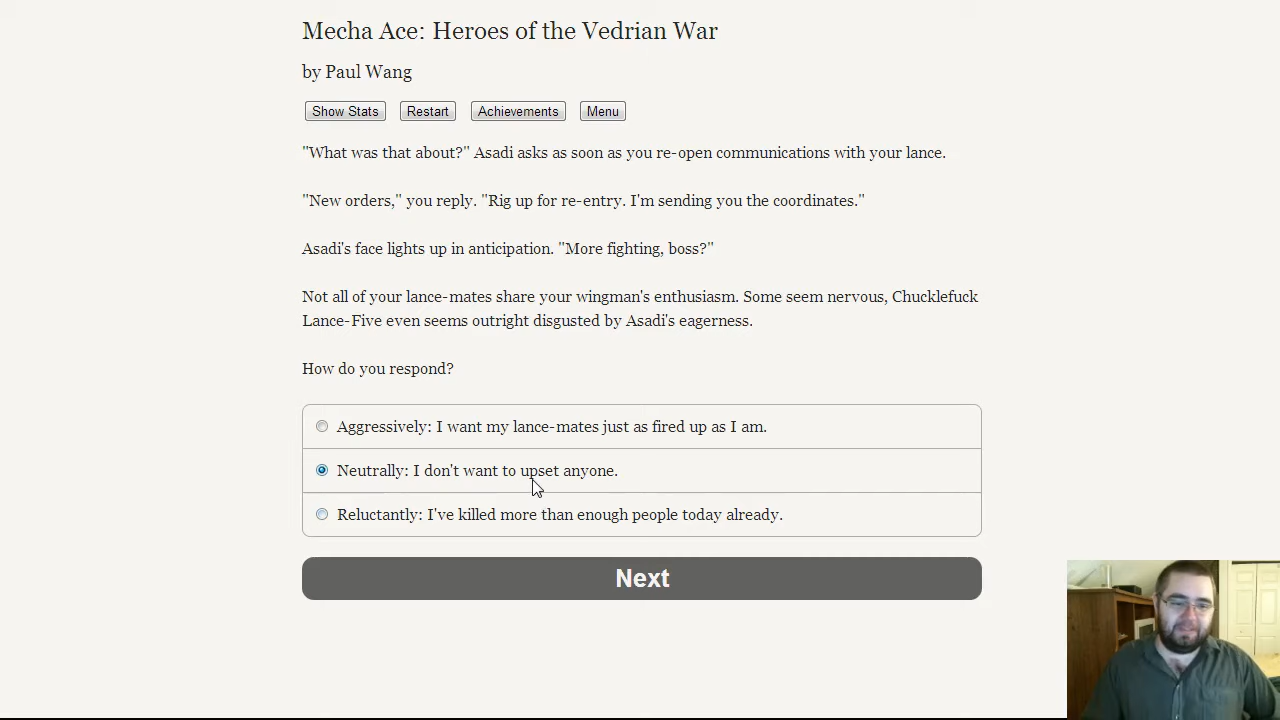 Mecha Ace: Heroes of the Vedrian War
by Paul Wang
Show Stats Restart Achievements Menu
"What was that about?" Asadi asks as soon as you re-open communications with your lance.
"New orders," you reply. "Rig up for re-entry. I'm sending you the coordinates."
Asadi's face lights up in anticipation. "More fighting, boss?"
Not all of your lance-mates share your wingman's enthusiasm. Some seem nervous, Chucklefuck
Lance-Five even seems outright disgusted by Asadi's eagerness.
How do you respond?
Aggressively: I want my lance-mates just as fired up as I am.
Neutrally: I don't want to upset anyone.
Reluctantly: I've killed more than enough people today already.
Next